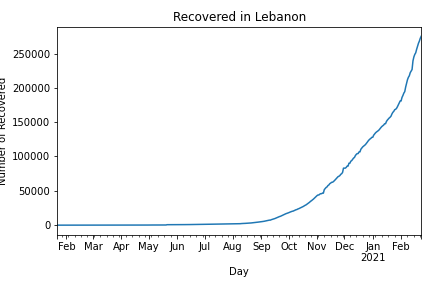 Recovered in Lebanon
Number of Recovered
250000
200000
150000
100000
50000
0
Feb Mar Apr May Jun Jul Aug Sep Oct Nov Dec Jan Feb
2021
Day